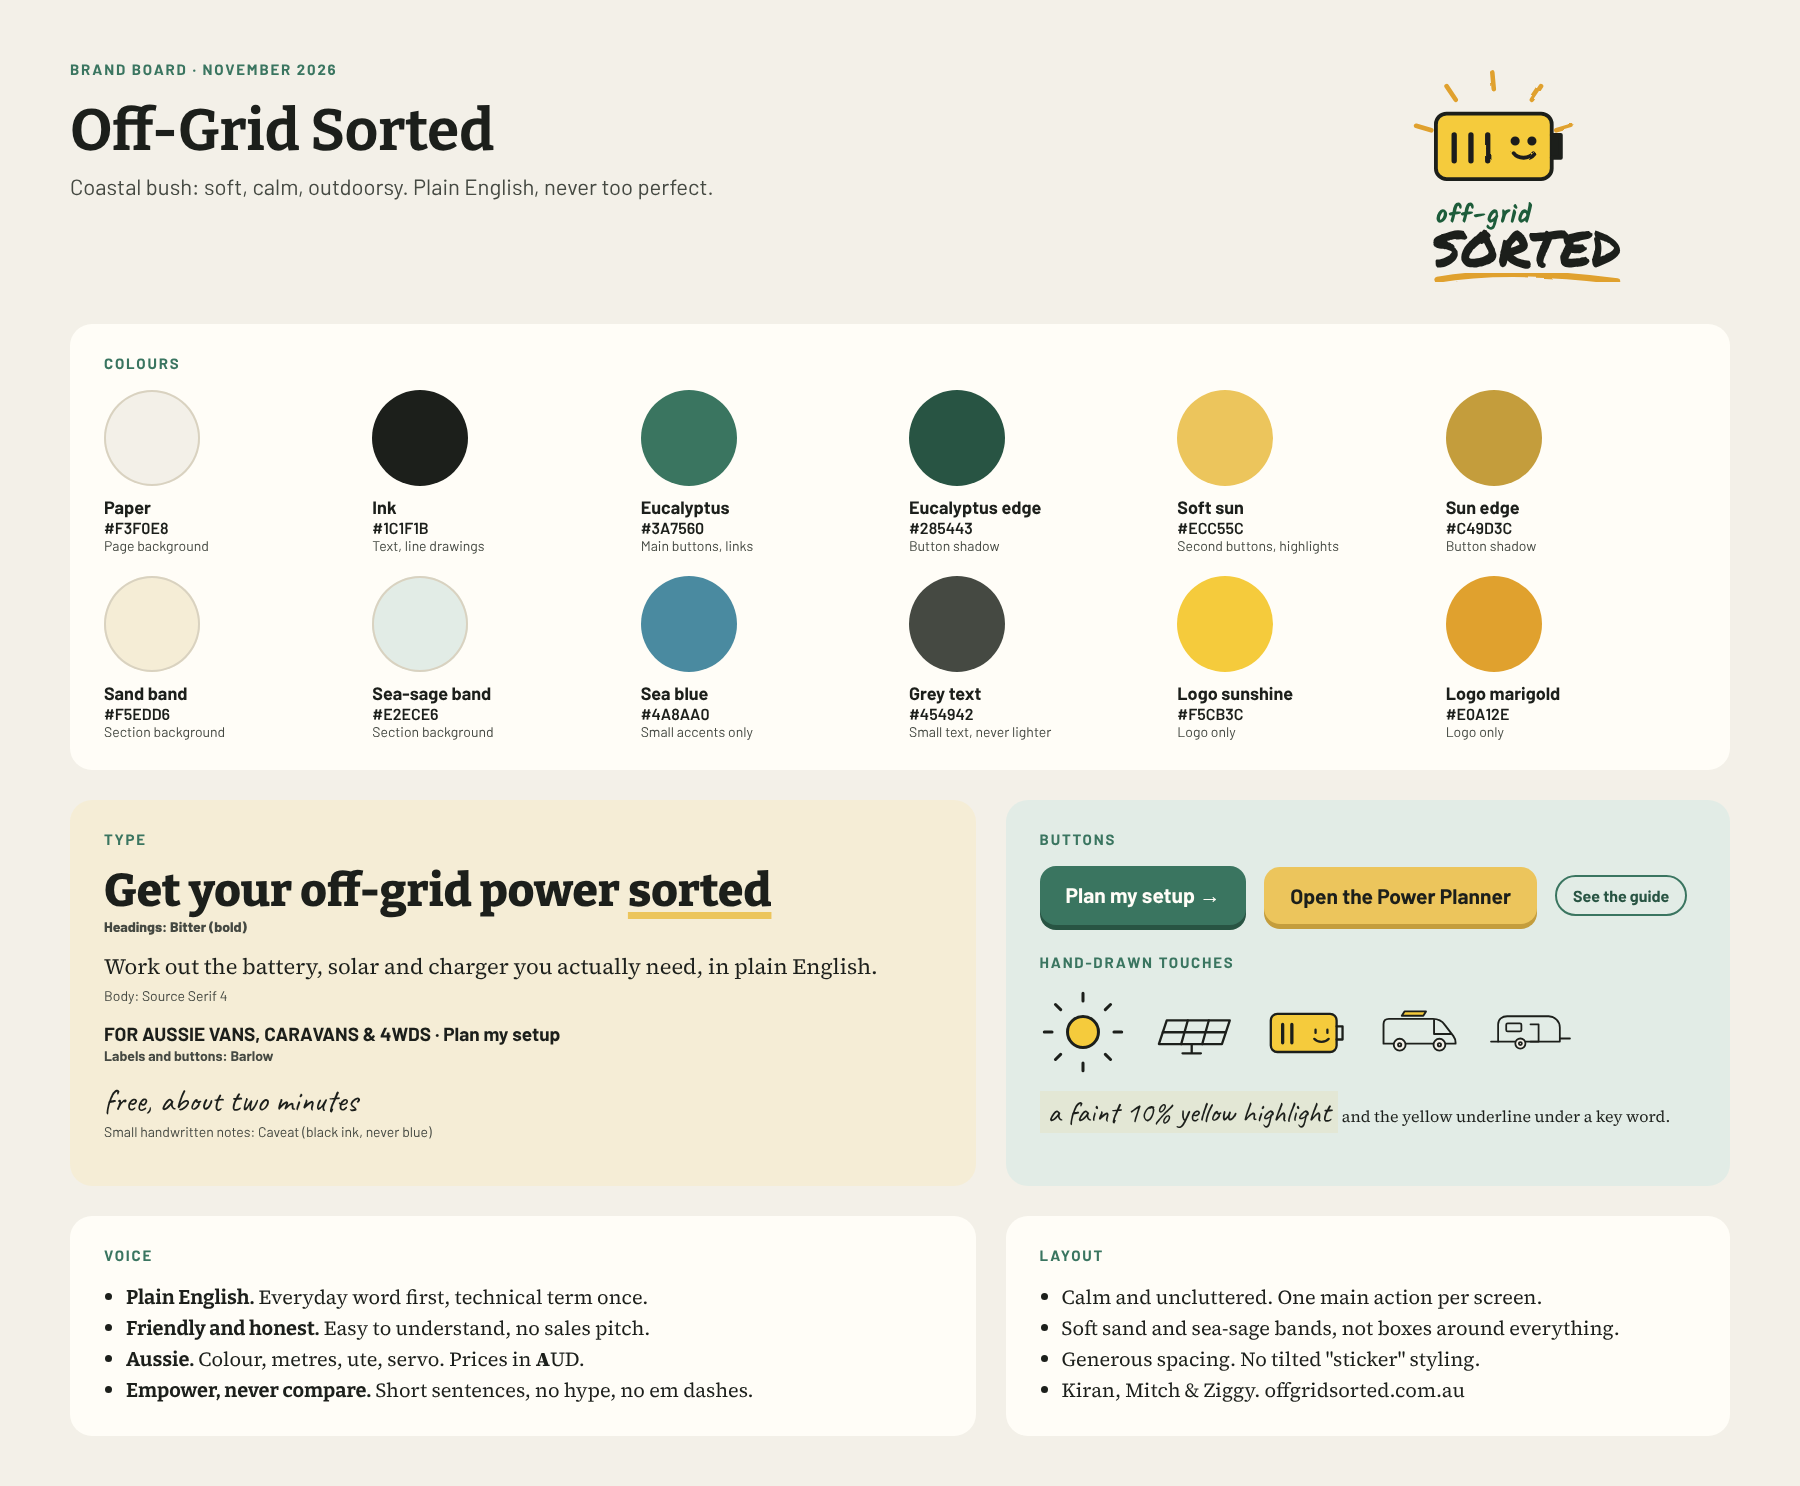 BRAND BOARD · NOVEMBER 2026
Off-Grid Sorted
Coastal bush: soft, calm, outdoorsy. Plain English, never too perfect.
off-grid
SORTED
COLOURS
Paper
#F3F0E8
Page background
Ink
#1C1F1B
Text, line drawings
Eucalyptus
#3A7560
Main buttons, links
Eucalyptus edge
#285443
Button shadow
Soft sun
#ECC55C
Second buttons, highlights
Sun edge
#C49D3C
Button shadow
Sand band
#F5EDD6
Section background
Sea-sage band
#E2ECE6
Section background
Sea blue
#4A8AA0
Small accents only
Grey text
#454942
Small text, never lighter
Logo sunshine
#F5CB3C
Logo only
Logo marigold
#E0A12E
Logo only
TYPE
Get your off-grid power sorted
Headings: Bitter (bold)
Work out the battery, solar and charger you actually need, in plain English.
Body: Source Serif 4
FOR AUSSIE VANS, CARAVANS & 4WDS · Plan my setup
Labels and buttons: Barlow
free, about two minutes
Small handwritten notes: Caveat (black ink, never blue)
BUTTONS
Plan my setup →
Open the Power Planner
See the guide
HAND-DRAWN TOUCHES
a faint 10% yellow highlight and the yellow underline under a key word.
VOICE
• Plain English. Everyday word first, technical term once.
• Friendly and honest. Easy to understand, no sales pitch.
• Aussie. Colour, metres, ute, servo. Prices in AUD.
• Empower, never compare. Short sentences, no hype, no em dashes.
LAYOUT
• Calm and uncluttered. One main action per screen.
• Soft sand and sea-sage bands, not boxes around everything.
• Generous spacing. No tilted "sticker" styling.
• Kiran, Mitch & Ziggy. offgridsorted.com.au